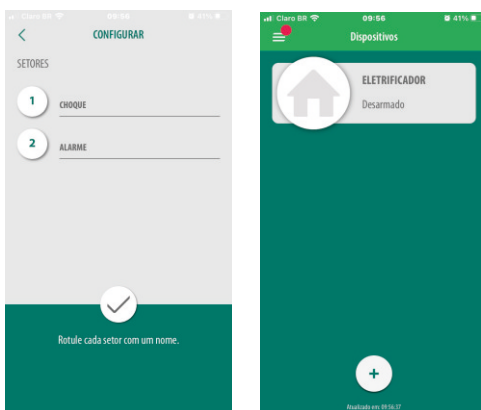 Claro BR 09:56 41%
CONFIGURAR
SETORES
1 CHOQUE
2 ALARME
Rotule cada setor com um nome.
Claro BR 09:56 41%
Dispositivos
ELETRIFICADOR
Desarmado
+
Atualizado em: 09:56:37